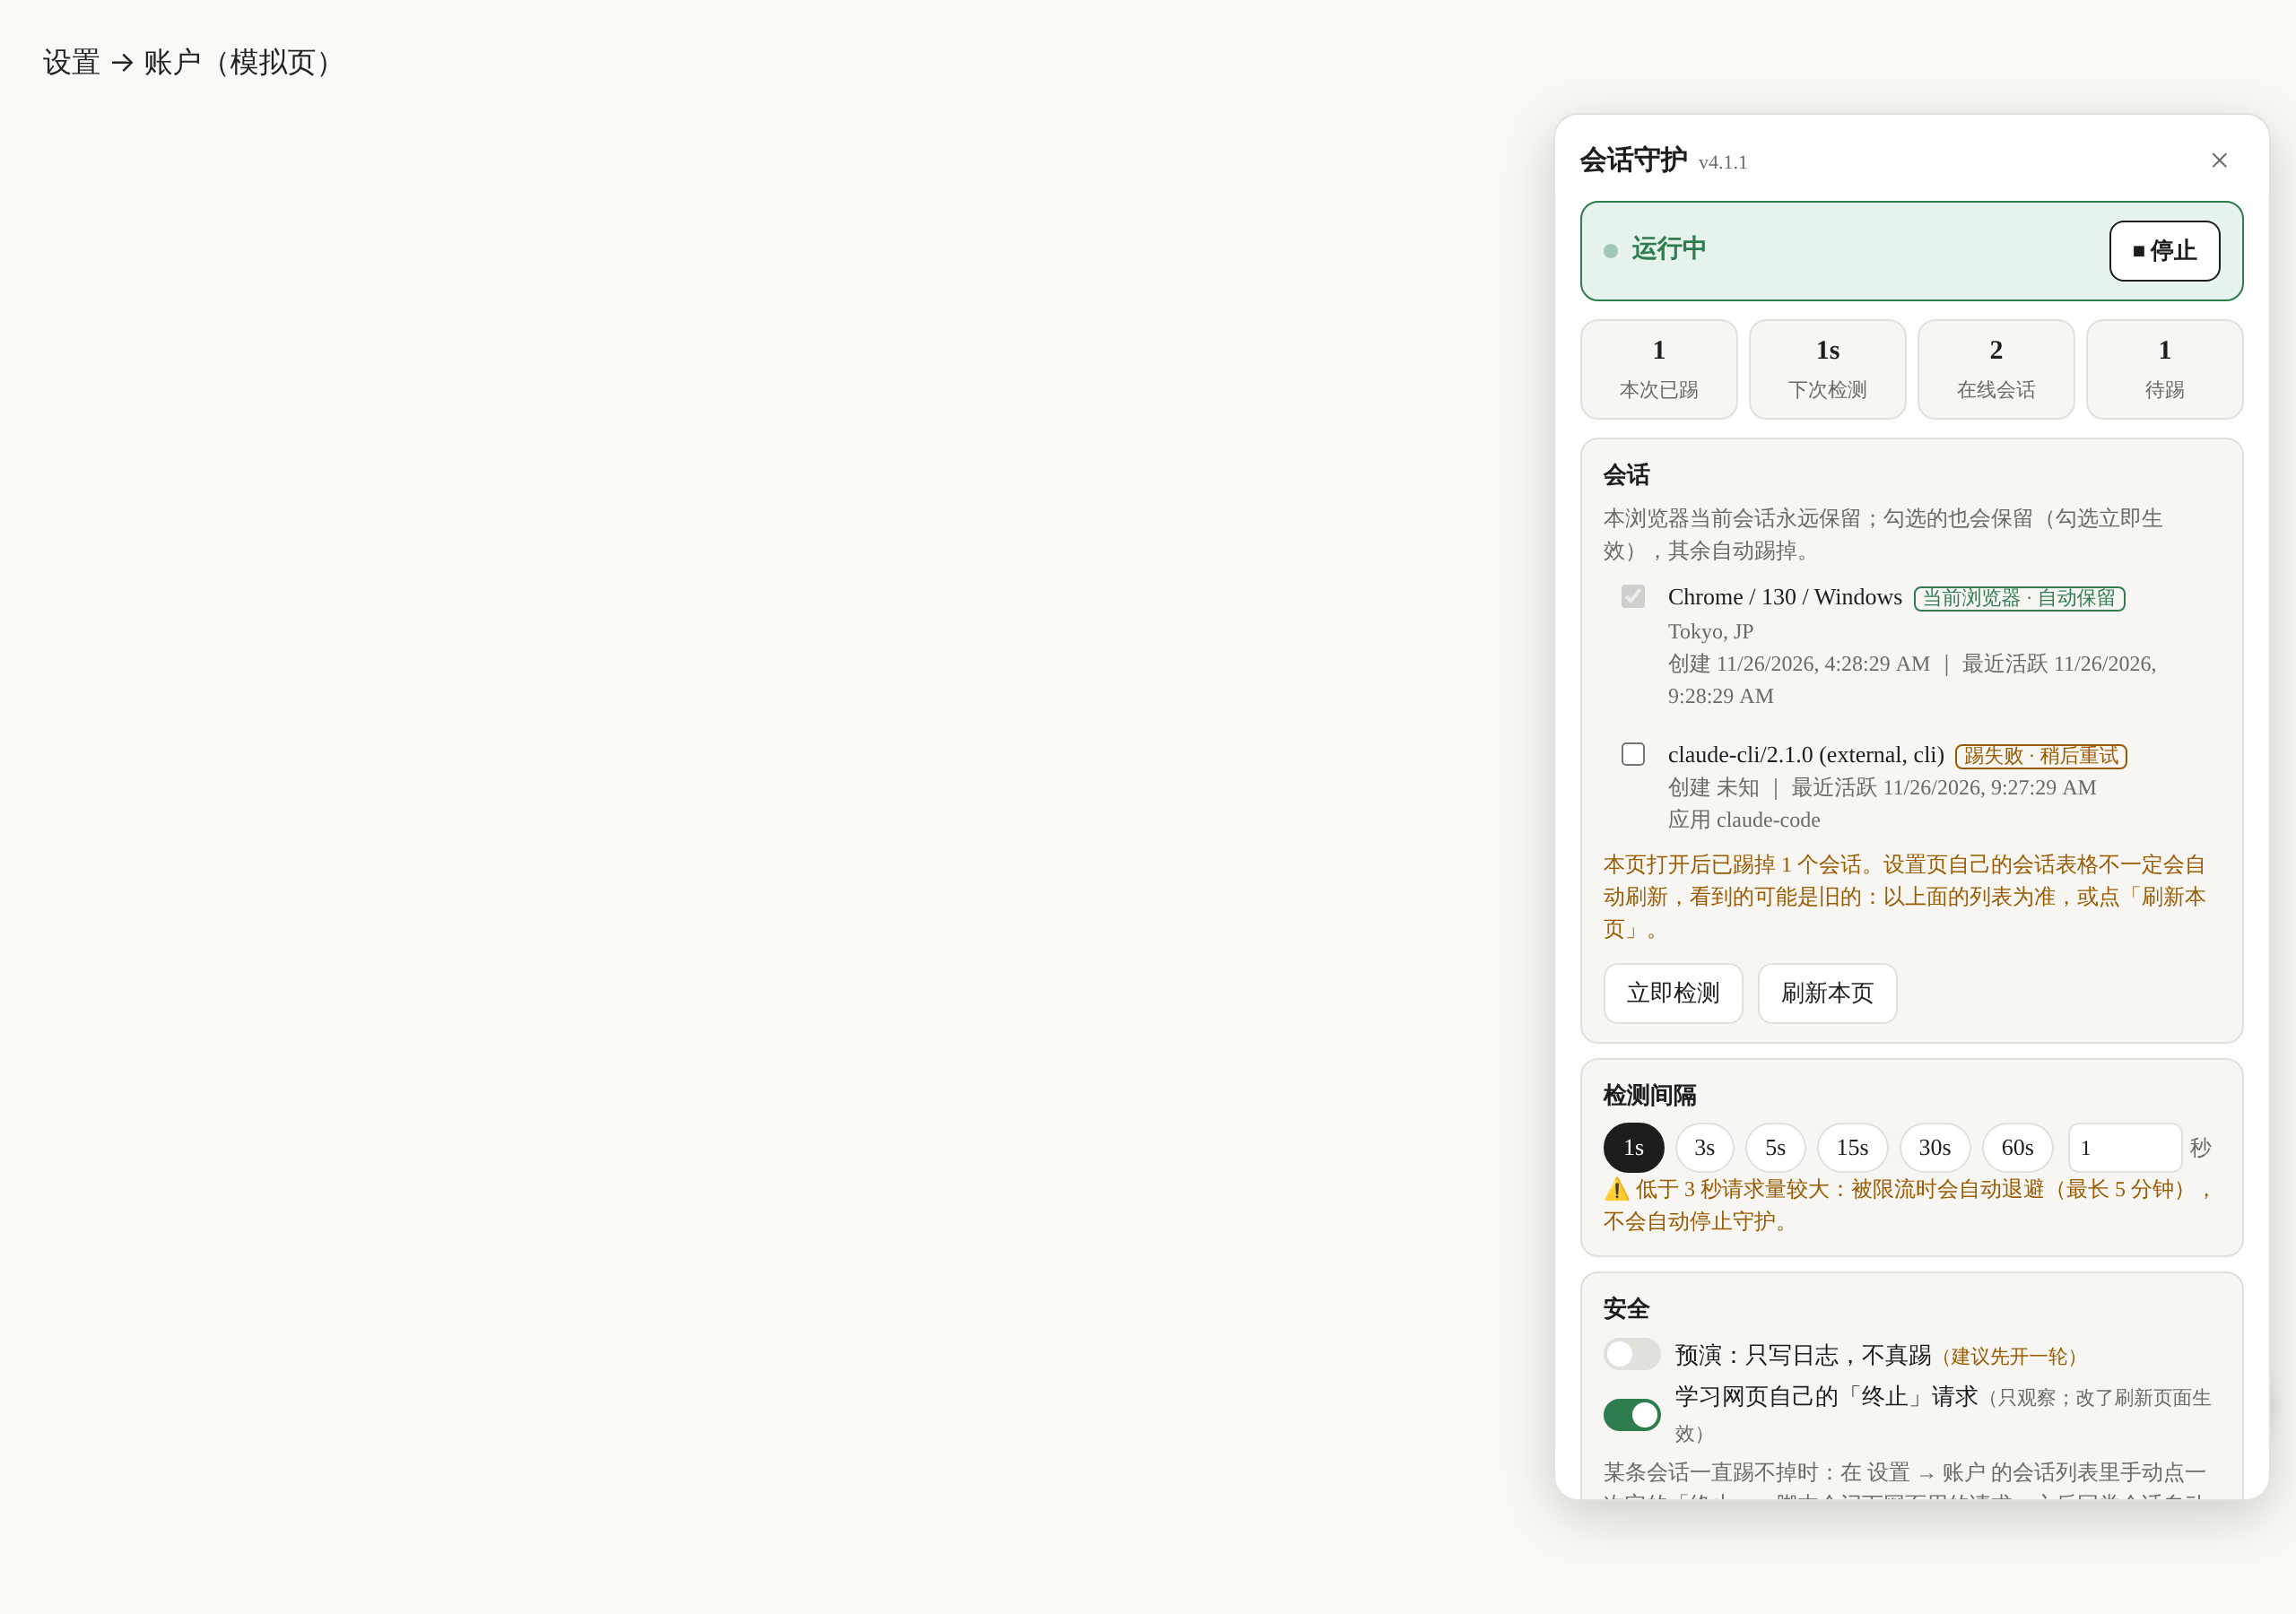 设置 → 账户（模拟页）
会话守护 v4.1.1
×
运行中
■ 停止
1 1s 2 1
本次已踢 下次检测 在线会话 待踢
会话
本浏览器当前会话永远保留；勾选的也会保留（勾选立即生
效），其余自动踢掉。
Chrome / 130 / Windows 当前浏览器 · 自动保留
Tokyo, JP
创建 11/26/2026, 4:28:29 AM ｜ 最近活跃 11/26/2026,
9:28:29 AM
claude-cli/2.1.0 (external, cli) 踢失败 · 稍后重试
创建 未知 ｜ 最近活跃 11/26/2026, 9:27:29 AM
应用 claude-code
本页打开后已踢掉 1 个会话。设置页自己的会话表格不一定会自
动刷新，看到的可能是旧的：以上面的列表为准，或点「刷新本
页」。
立即检测 刷新本页
检测间隔
1s 3s 5s 15s 30s 60s 1 秒
⚠️ 低于 3 秒请求量较大：被限流时会自动退避（最长 5 分钟），
不会自动停止守护。
安全
预演：只写日志，不真踢（建议先开一轮）
学习网页自己的「终止」请求（只观察；改了刷新页面生
效）
某条会话一直踢不掉时：在 设置 → 账户 的会话列表里手动点一